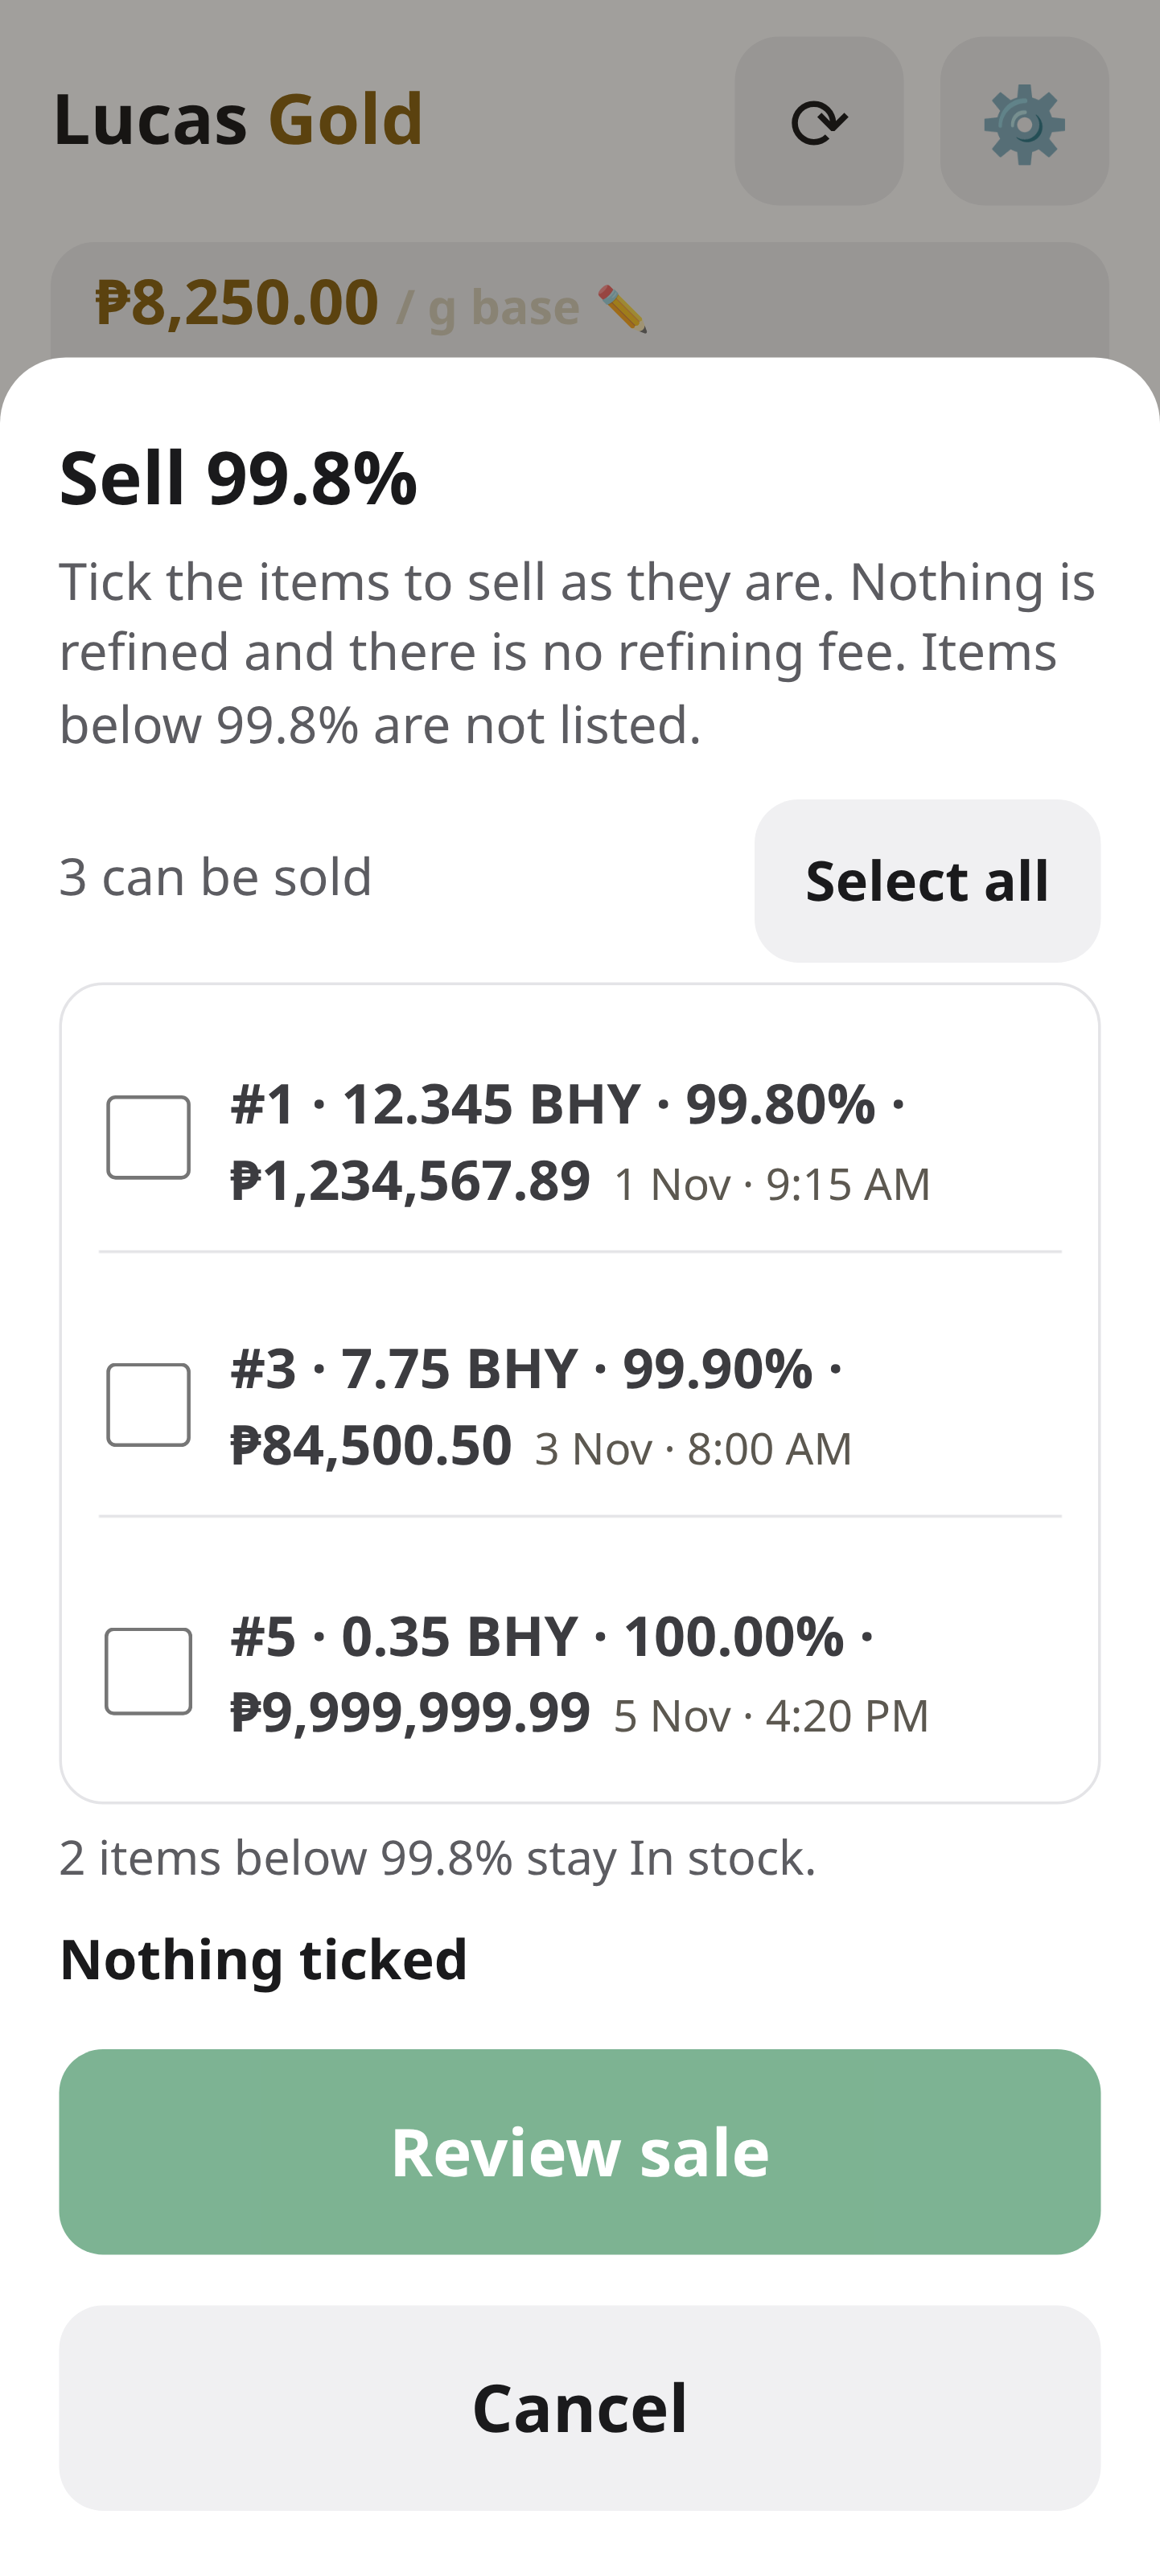 Lucas Gold ⟳ ⚙️
₱8,250.00 / g base ✏️
Sell 99.8%
Tick the items to sell as they are. Nothing is
refined and there is no refining fee. Items
below 99.8% are not listed.
3 can be sold
Select all
#1 · 12.345 BHY · 99.80% ·
₱1,234,567.89 1 Nov · 9:15 AM
#3 · 7.75 BHY · 99.90% ·
₱84,500.50 3 Nov · 8:00 AM
#5 · 0.35 BHY · 100.00% ·
₱9,999,999.99 5 Nov · 4:20 PM
2 items below 99.8% stay In stock.
Nothing ticked
Review sale
Cancel